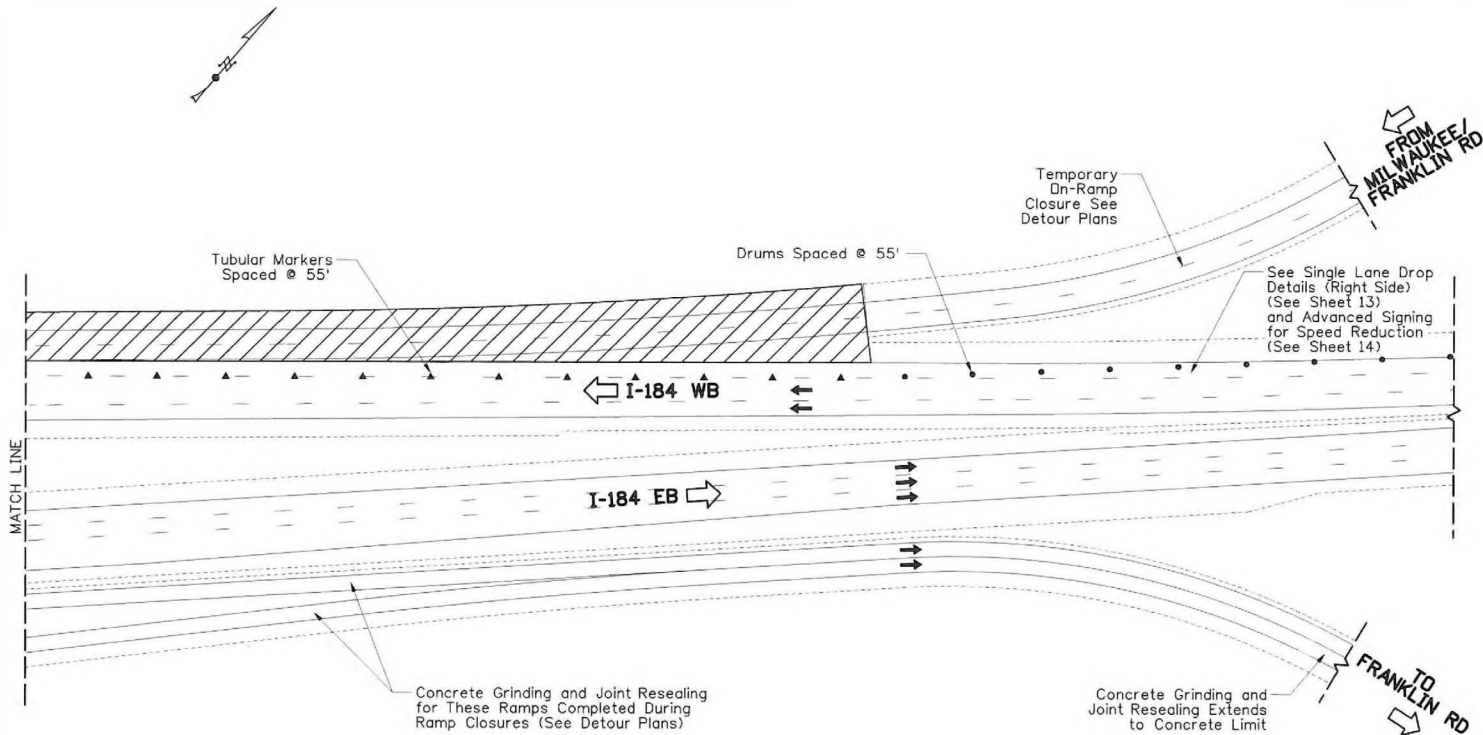 N
FROM
MILWAUKEE/
FRANKLIN RD
Temporary
On-Ramp
Closure See
Detour Plans
Tubular Markers
Spaced @ 55'
Drums Spaced @ 55'
See Single Lane Drop
Details (Right Side)
(See Sheet 13)
and Advanced Signing
for Speed Reduction
(See Sheet 14)
I-184 WB
MATCH LINE
I-184 EB
Concrete Grinding and Joint Resealing
for These Ramps Completed During
Ramp Closures (See Detour Plans)
Concrete Grinding and
Joint Resealing Extends
to Concrete Limit
TO
FRANKLIN RD